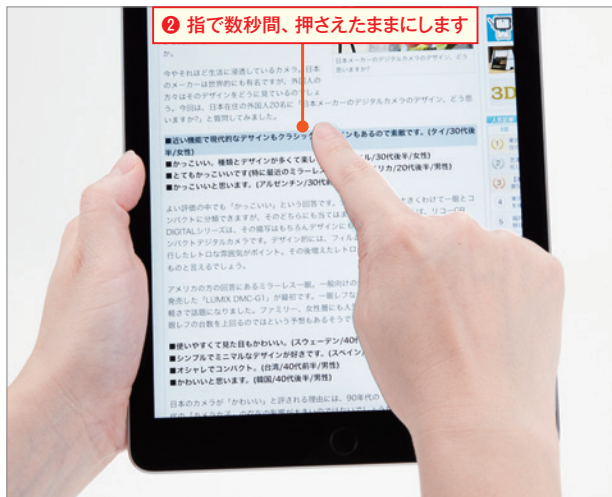 ❷ 指で数秒間、押さえたままにします
か。
日本メーカーのデジタルカメラのデザイン、どう
思いますか?
今やそれほど生活に浸透しているカメラ。日本
のメーカーは世界的にも有名ですが、外国人の
方々はそのデザインをどうに見ているのでしょ
う。今回は、日本在住の外国人20名に「日本メーカーのデジタルカメラのデザイン、どう思
いますか?」と質問してみました。
■近い機能で現代的なデザインもクラシック インもあるので素敵です。(タイ/30代後
半/女性)
■かっこいい。種類とデザインが多くて楽し ル/30代後半/女性)
■とてもかっこいいです(特に最近のミラーレス リカ/20代後半/男性)
■かっこいいと思います。(アルゼンチン/30代
よい評価の中でも「かっこいい」という回答です。 きくわけて一眼とコ
ンパクトに分類できますが、そのどちらにも当ては は、リコーGR
DIGITALシリーズは、その描写はもちろんデザインに
ンパクトデジタルカメラです。デザイン的には、フィルム
行したレトロな雰囲気がポイント。その後増えたレトロ
ものと言えるでしょう。
アメリカの方の回答にあるミラーレス一眼。一般向けの
発売した「LUMIX DMC-G1」が最初です。一眼レフな
軽さで話題になりました。ファミリー、女性層にも人
眼レフの台数を上回るのではという予想もあるそうで
■使いやすくて見た目もかわいい。(スウェーデン/40代
■シンプルでミニマルなデザインが好きです。(スペイン/
■オシャレでコンパクト。(台湾/40代前半/男性)
■かわいいと思います。(韓国/40代後半/男性)
日本のカメラが「かわいい」と評される理由には、90年代の
3D